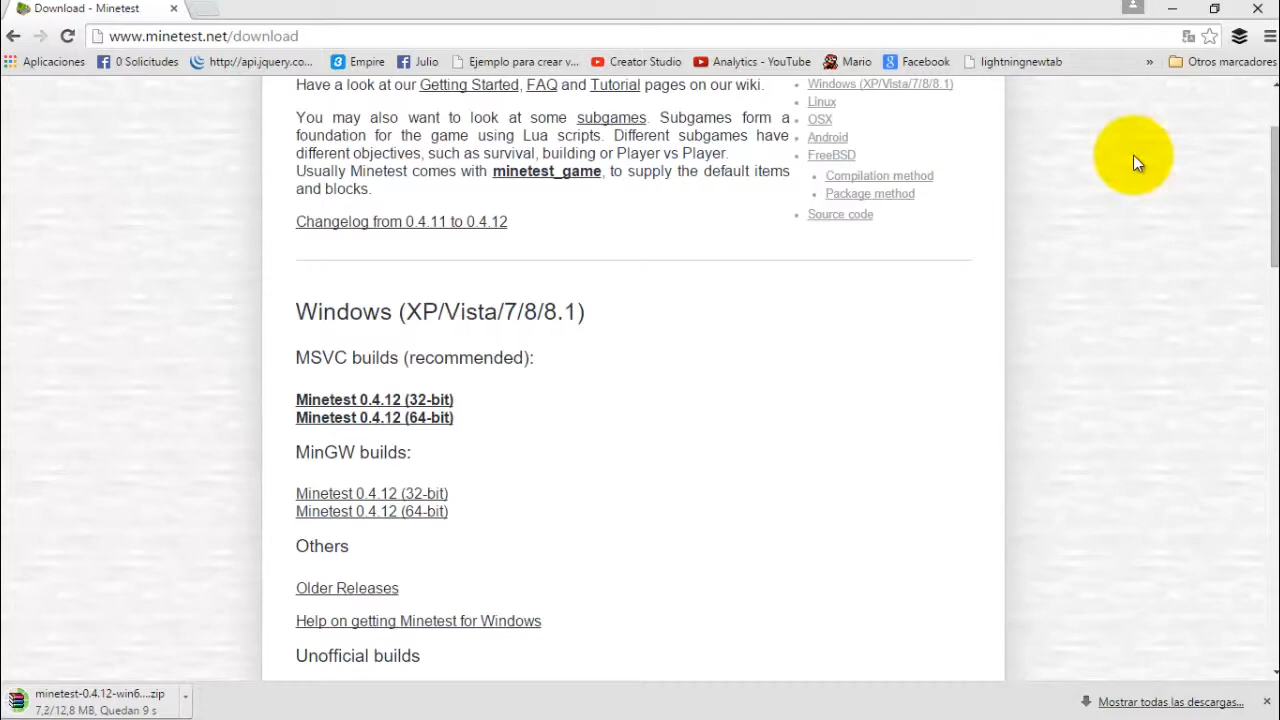 Download - Minetest
www.minetest.net/download
Aplicaciones 0 Solicitudes http://api.jquery.co... Empire Julio Ejemplo para crear v... Creator Studio Analytics - YouTube Mario Facebook lightningnewtab » Otros marcadores
Have a look at our Getting Started, FAQ and Tutorial pages on our wiki.
You may also want to look at some subgames. Subgames form a
foundation for the game using Lua scripts. Different subgames have
different objectives, such as survival, building or Player vs Player.
Usually Minetest comes with minetest_game, to supply the default items
and blocks.
Changelog from 0.4.11 to 0.4.12
Windows (XP/Vista/7/8/8.1)
Linux
OSX
Android
FreeBSD
Compilation method
Package method
Source code
Windows (XP/Vista/7/8/8.1)
MSVC builds (recommended):
Minetest 0.4.12 (32-bit)
Minetest 0.4.12 (64-bit)
MinGW builds:
Minetest 0.4.12 (32-bit)
Minetest 0.4.12 (64-bit)
Others
Older Releases
Help on getting Minetest for Windows
Unofficial builds
minetest-0.4.12-win6....zip
7,2/12,8 MB, Quedan 9 s
Mostrar todas las descargas...